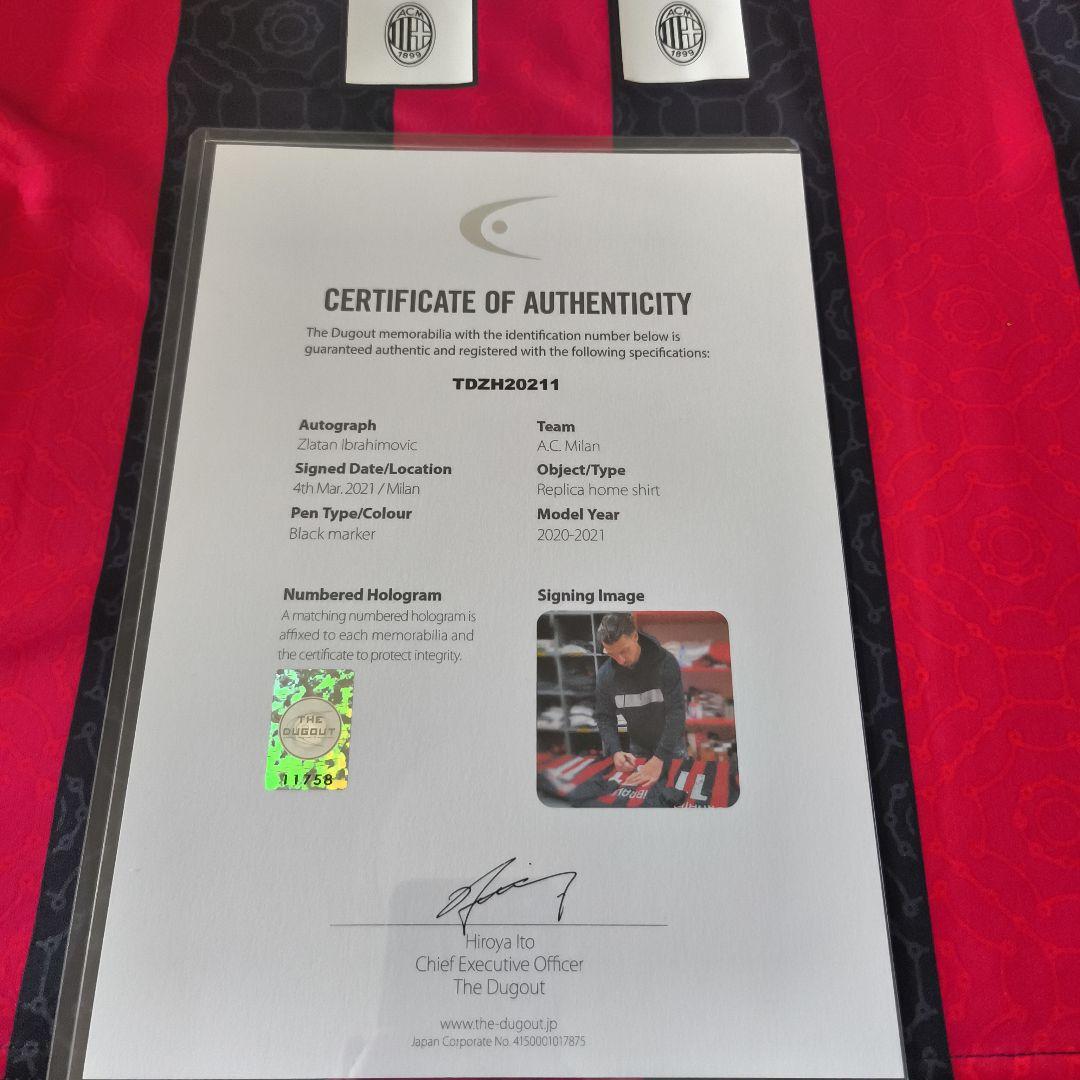 ACM
1899
ACM
1899
CERTIFICATE OF AUTHENTICITY
The Dugout memorabilia with the identification number below is
guaranteed authentic and registered with the following specifications:
TDZH20211
Autograph
Zlatan Ibrahimovic
Team
A.C. Milan
Signed Date/Location
4th Mar. 2021 / Milan
Object/Type
Replica home shirt
Pen Type/Colour
Black marker
Model Year
2020-2021
Numbered Hologram
A matching numbered hologram is
affixed to each memorabilia and
the certificate to protect integrity.
THE
DUGOUT
11758
Signing Image
11
Hiroya Ito
Chief Executive Officer
The Dugout
www.the-dugout.jp
Japan Corporate No. 4150001017875